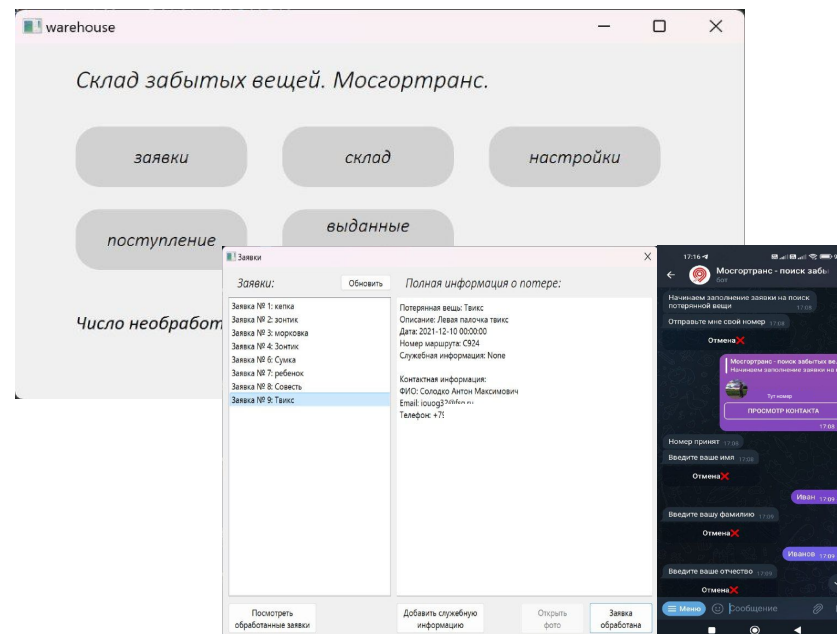 warehouse
Склад забытых вещей. Мосгортранс.
заявки
склад
настройки
поступление
выданные
Число необработ
Заявки
Заявки:
Обновить
Полная информация о потере:
Заявка № 1: кепка
Заявка № 2: зонтик
Заявка № 3: морковка
Заявка № 4: Зонтик
Заявка № 6: Сумка
Заявка № 7: ребенок
Заявка № 8: Совесть
Заявка № 9: Твикс
Потерянная вещь: Твикс
Описание: Левая палочка твикс
Дата: 2021-12-10 00:00:00
Номер маршрута: С924
Служебная информация: None
Контактная информация:
ФИО: Солодко Антон Максимович
Email:
Телефон: +7
Посмотреть
обработанные заявки
Добавить служебную
информацию
Открыть
фото
Заявка
обработана
17:16
Мосгортранс - поиск забы
бот
Начинаем заполнение заявки на поиск
потерянной вещи 17:08
Отправьте мне свой номер 17:08
Отмена❌
Мосгортранс - поиск забытых ве
Начинаем заполнение заявки на
Тут номер
ПРОСМОТР КОНТАКТА
17:08
Номер принят 17:08
Введите ваше имя 17:08
Отмена❌
Иван 17:09
Введите вашу фамилию 17:09
Отмена❌
Иванов 17:09
Введите ваше отчество 17:09
Отмена❌
Меню
Сообщение